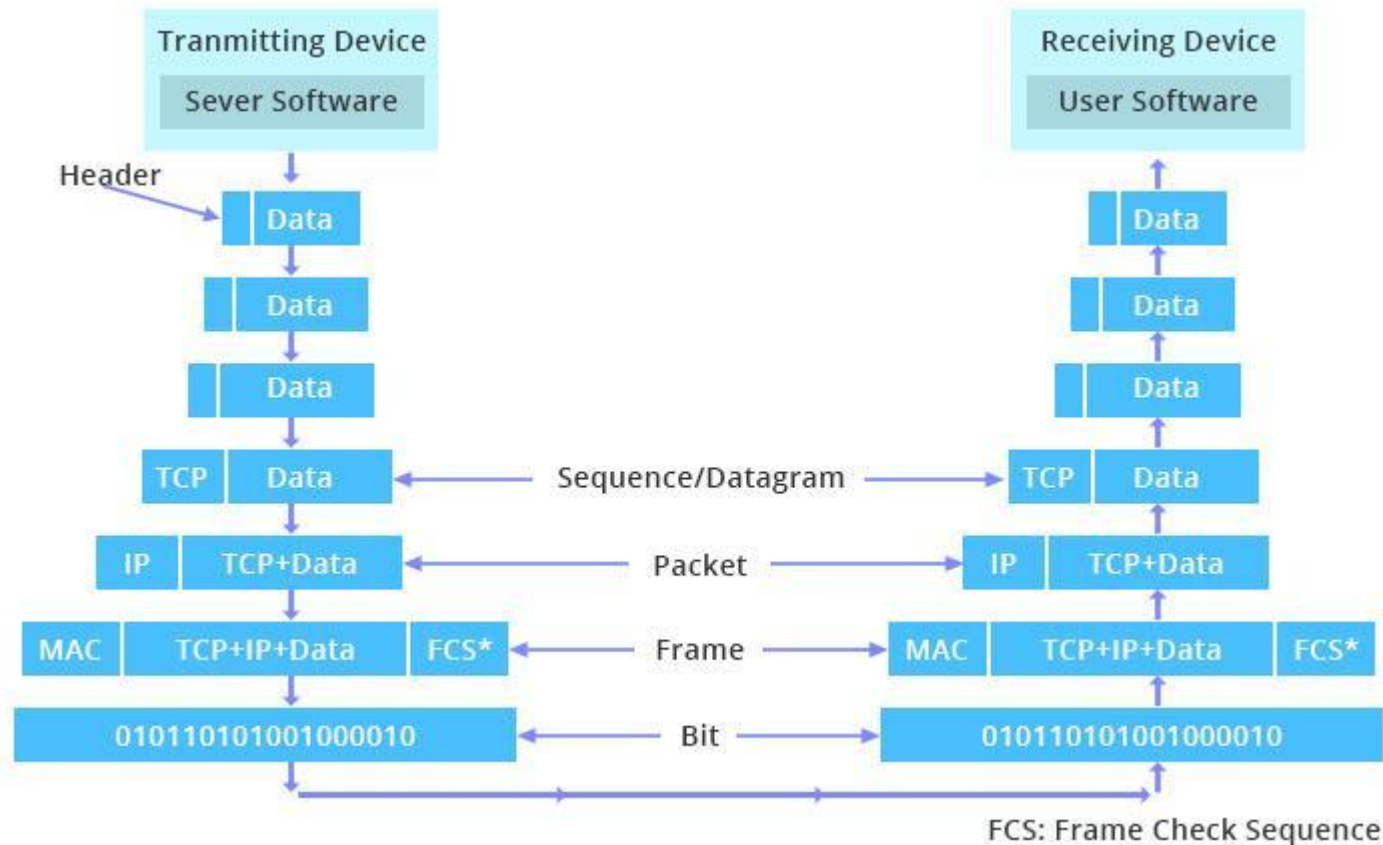 Tranmitting Device
Sever Software
Receiving Device
User Software
Header
Data
Data
Data
Data
Data
Data
TCP Data
Sequence/Datagram
TCP Data
IP TCP+Data
Packet
IP TCP+Data
MAC TCP+IP+Data FCS*
Frame
MAC TCP+IP+Data FCS*
010110101001000010
Bit
010110101001000010
FCS: Frame Check Sequence